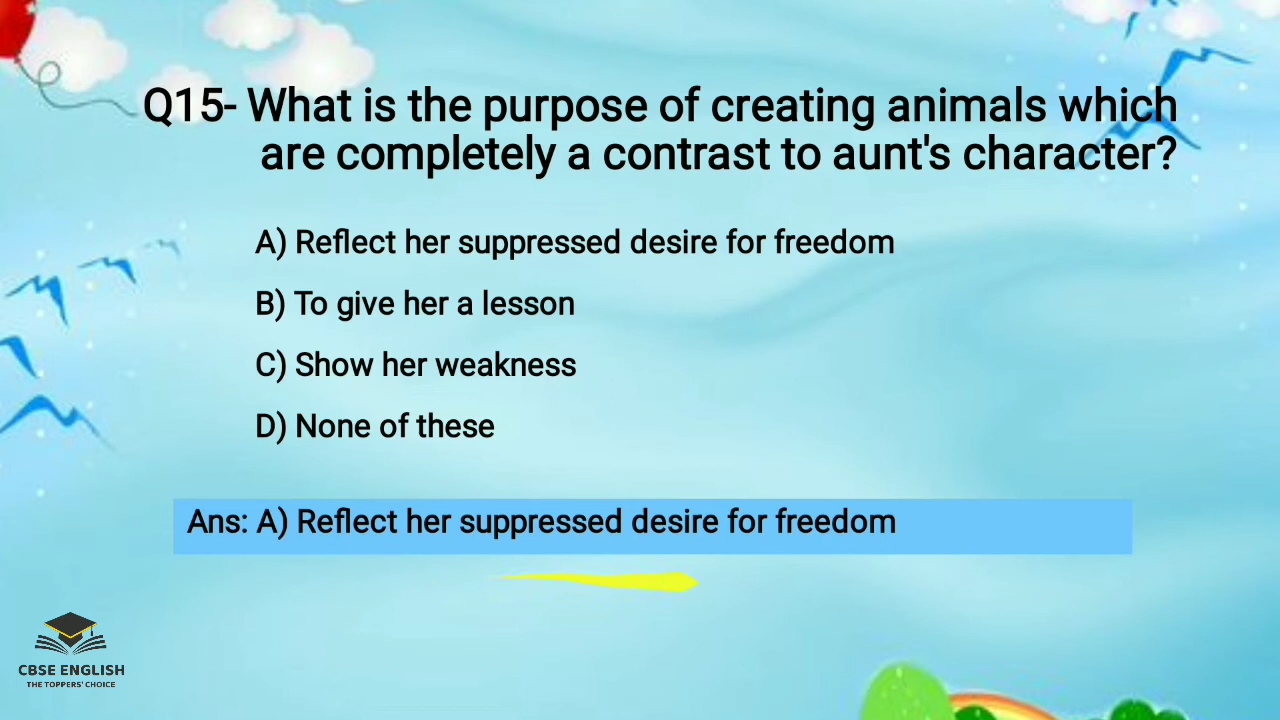 Q15- What is the purpose of creating animals which
are completely a contrast to aunt's character?
A) Reflect her suppressed desire for freedom
B) To give her a lesson
C) Show her weakness
D) None of these
Ans: A) Reflect her suppressed desire for freedom
CBSE ENGLISH
THE TOPPERS' CHOICE